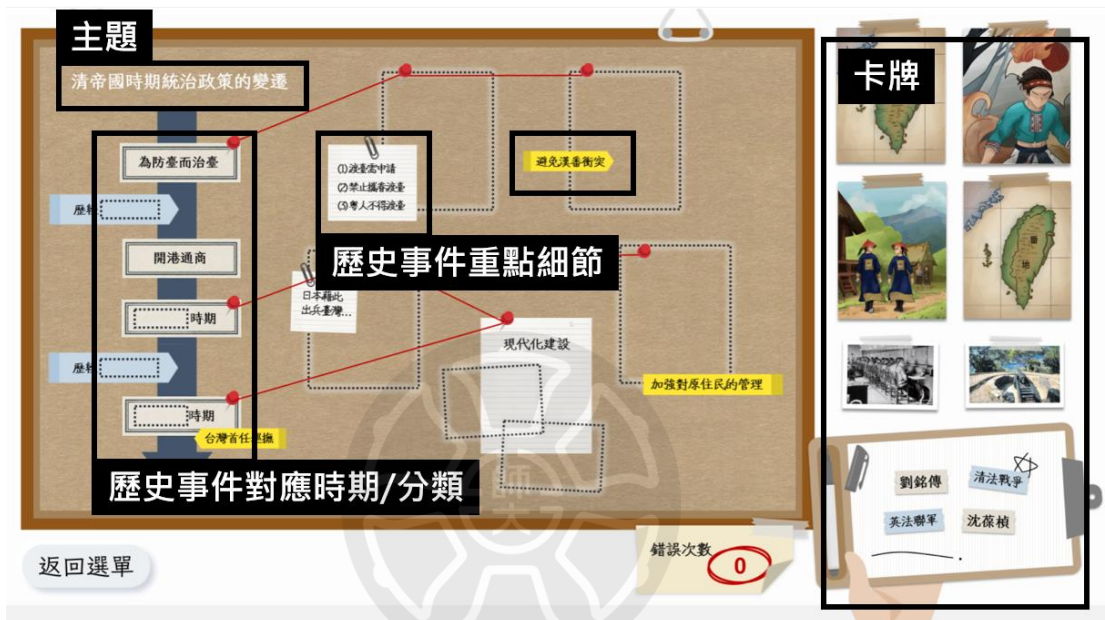 主題
清帝國時期統治政策的變遷
為防臺而治臺
歷
開港通商
時期
歷
時期
台灣首任巡撫
歷史事件對應時期/分類
(1)渡臺需申請
(2)禁止攜眷渡臺
(3)粵人不得渡臺
避免漢番衝突
歷史事件重點細節
日本藉此
出兵臺灣...
現代化建設
加強對原住民的管理
卡牌
劉銘傳
清法戰爭
英法聯軍
沈葆楨
返回選單
錯誤次數
0
師
大